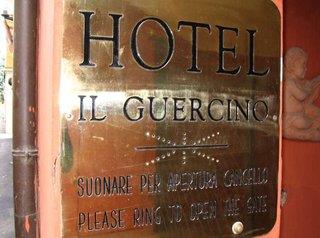 HOTEL
IL GUERCINO
SUONARE PER APERTURA CANCELLO
PLEASE RING TO OPEN THE GATE